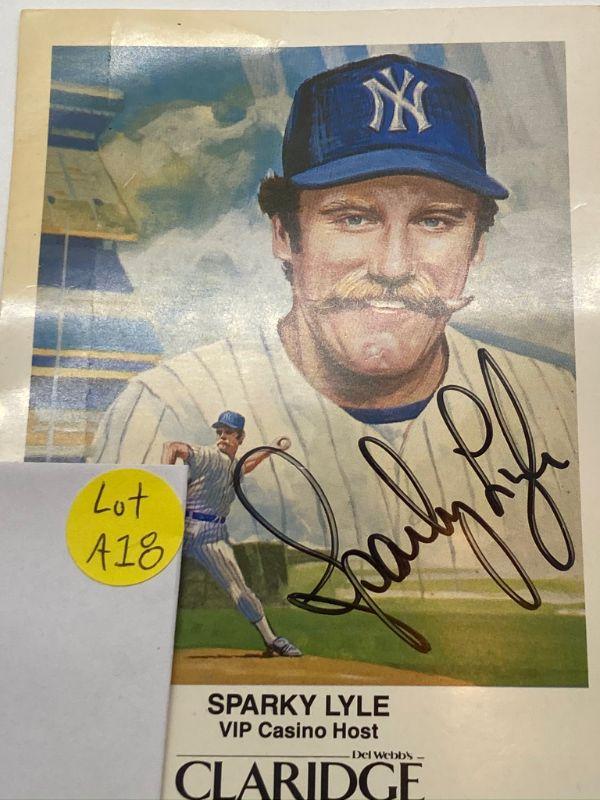 NY
Sparky Lyle
Lot
A18
SPARKY LYLE
VIP Casino Host
Del Webb's
CLARIDGE